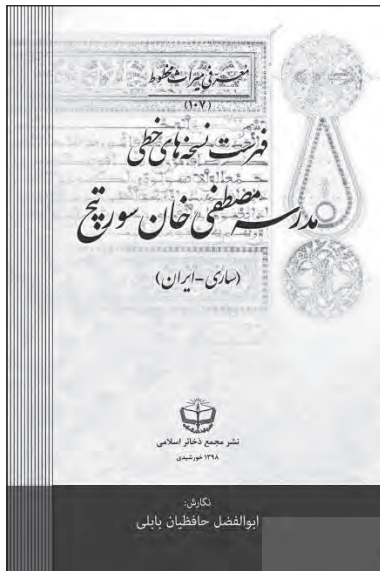 معرفی میراث مخطوط
(۱۰۷)
فهرست نسخه های خطی
مدرسه مصطفی خان سورتیج
(ساری-ایران)
نشر مجمع ذخائر اسلامی
۱۳۹۸ خورشیدی
نگارش:
ابوالفضل حافظیان بابلی